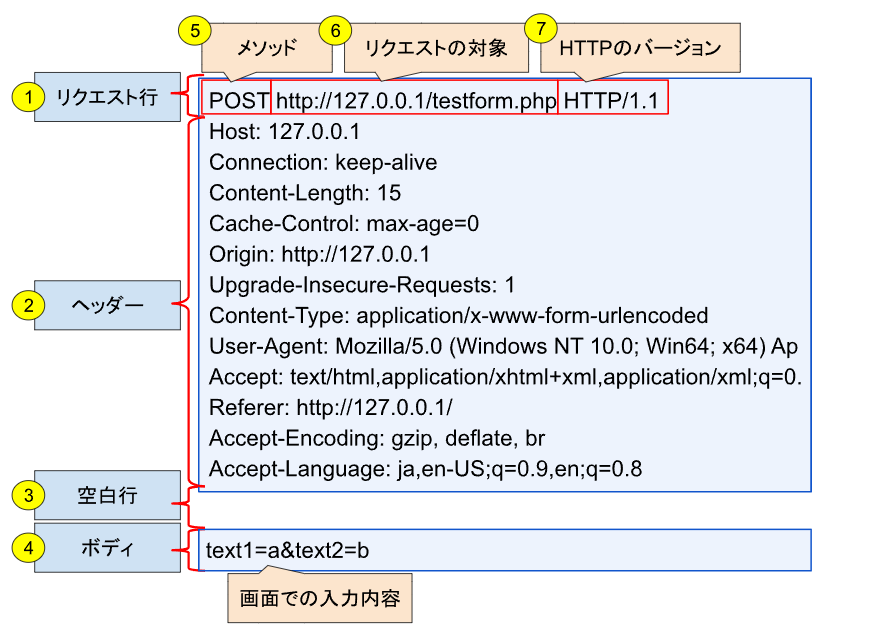 5 メソッド 6 リクエストの対象 7 HTTPのバージョン
1 リクエスト行
POST http://127.0.0.1/testform.php HTTP/1.1
Host: 127.0.0.1
Connection: keep-alive
Content-Length: 15
Cache-Control: max-age=0
Origin: http://127.0.0.1
Upgrade-Insecure-Requests: 1
2 ヘッダー
Content-Type: application/x-www-form-urlencoded
User-Agent: Mozilla/5.0 (Windows NT 10.0; Win64; x64) Ap
Accept: text/html,application/xhtml+xml,application/xml;q=0.
Referer: http://127.0.0.1/
Accept-Encoding: gzip, deflate, br
Accept-Language: ja,en-US;q=0.9,en;q=0.8
3 空白行
4 ボディ
text1=a&text2=b
画面での入力内容